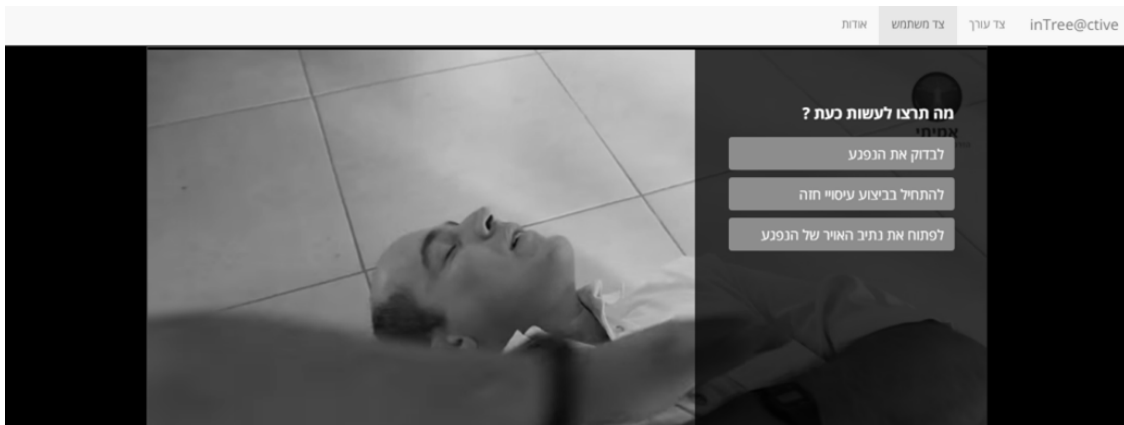 inTree@ctive צד עורך צד משתמש אודות
אמיתי
מה תרצו לעשות כעת ?
לבדוק את הנפגע
להתחיל בביצוע עיסויי חזה
לפתוח את נתיב האויר של הנפגע